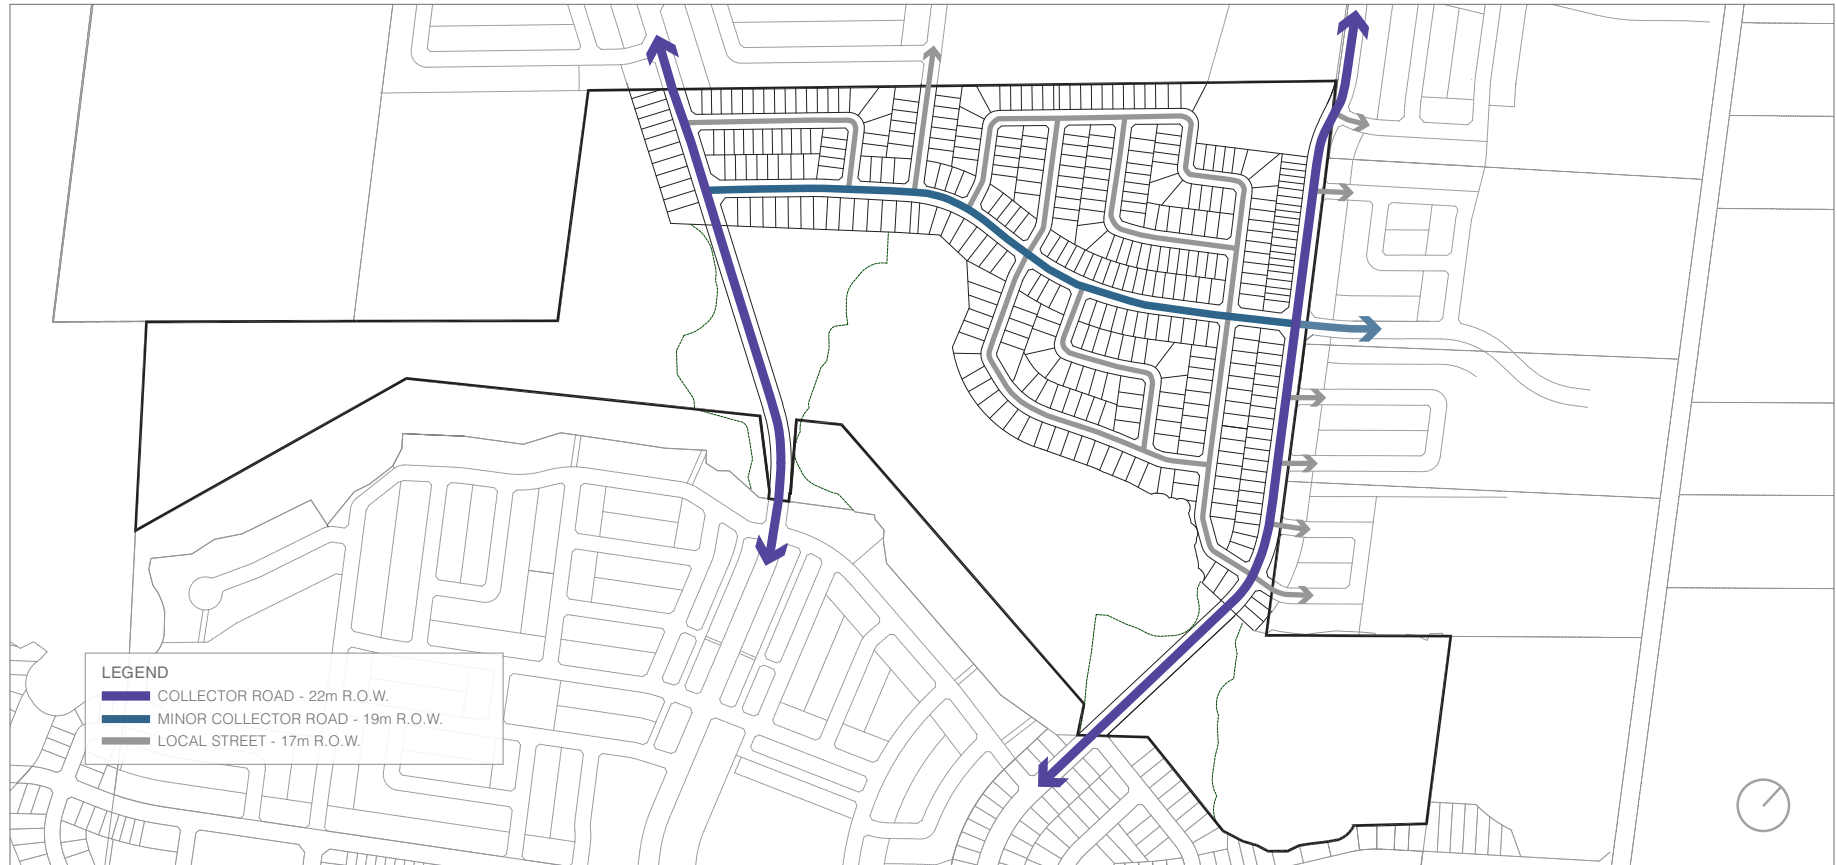 LEGEND
COLLECTOR ROAD - 22m R.O.W.
MINOR COLLECTOR ROAD - 19m R.O.W.
LOCAL STREET - 17m R.O.W.